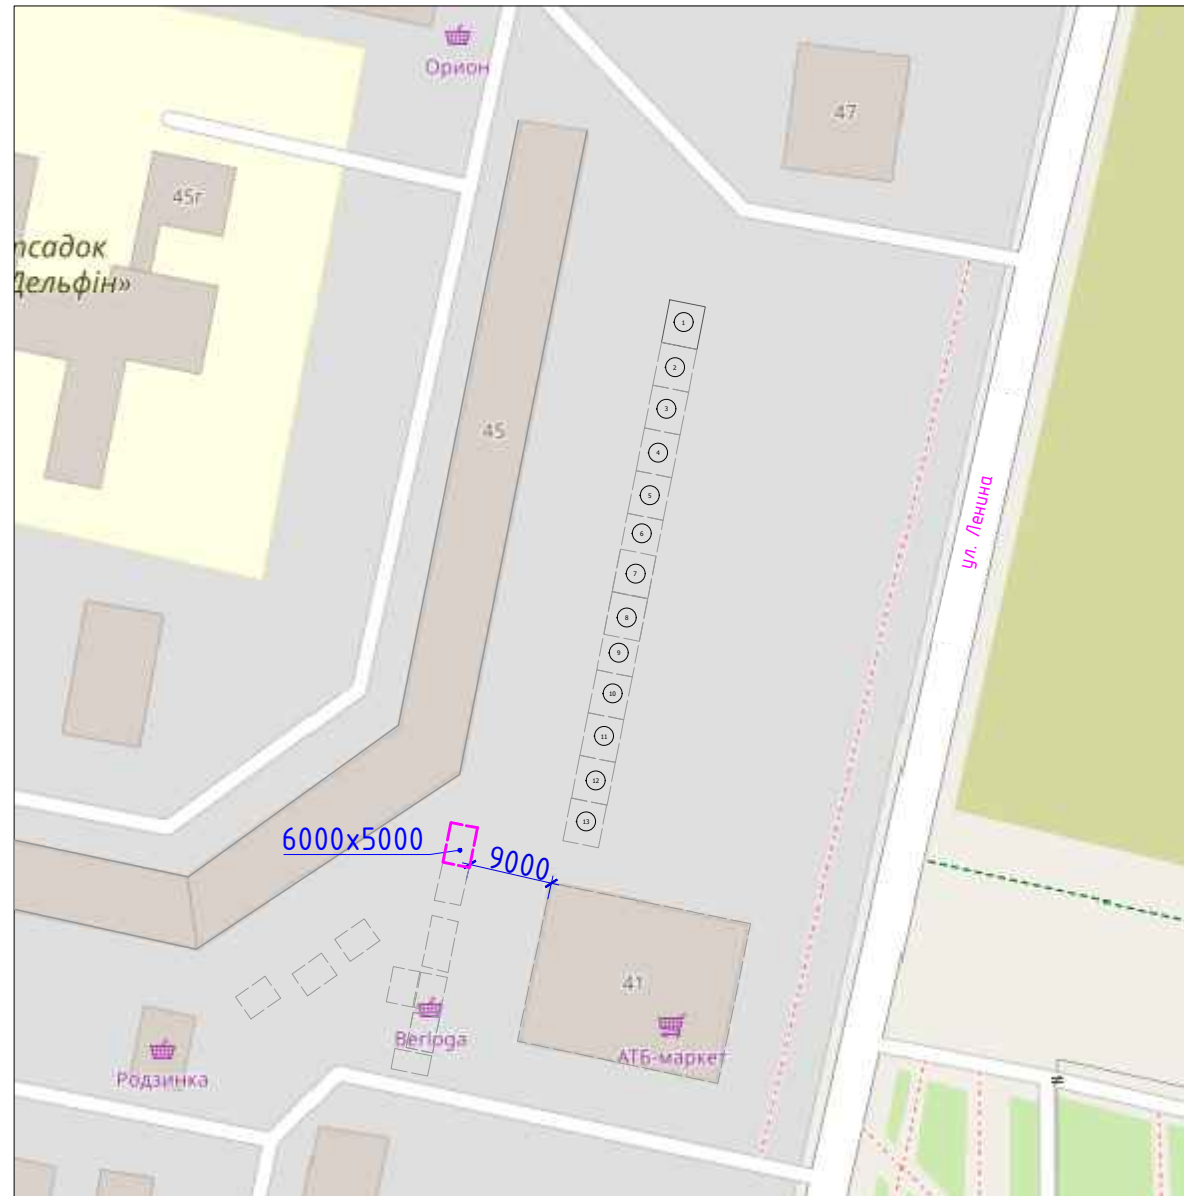 Орион
47
45г
тсадок
Дельфін»
1
2
3
45
4
5
ул. Ленина
6
7
8
9
10
11
12
13
6000x5000
9000
41
Berloga
АТБ-маркет
Родзинка